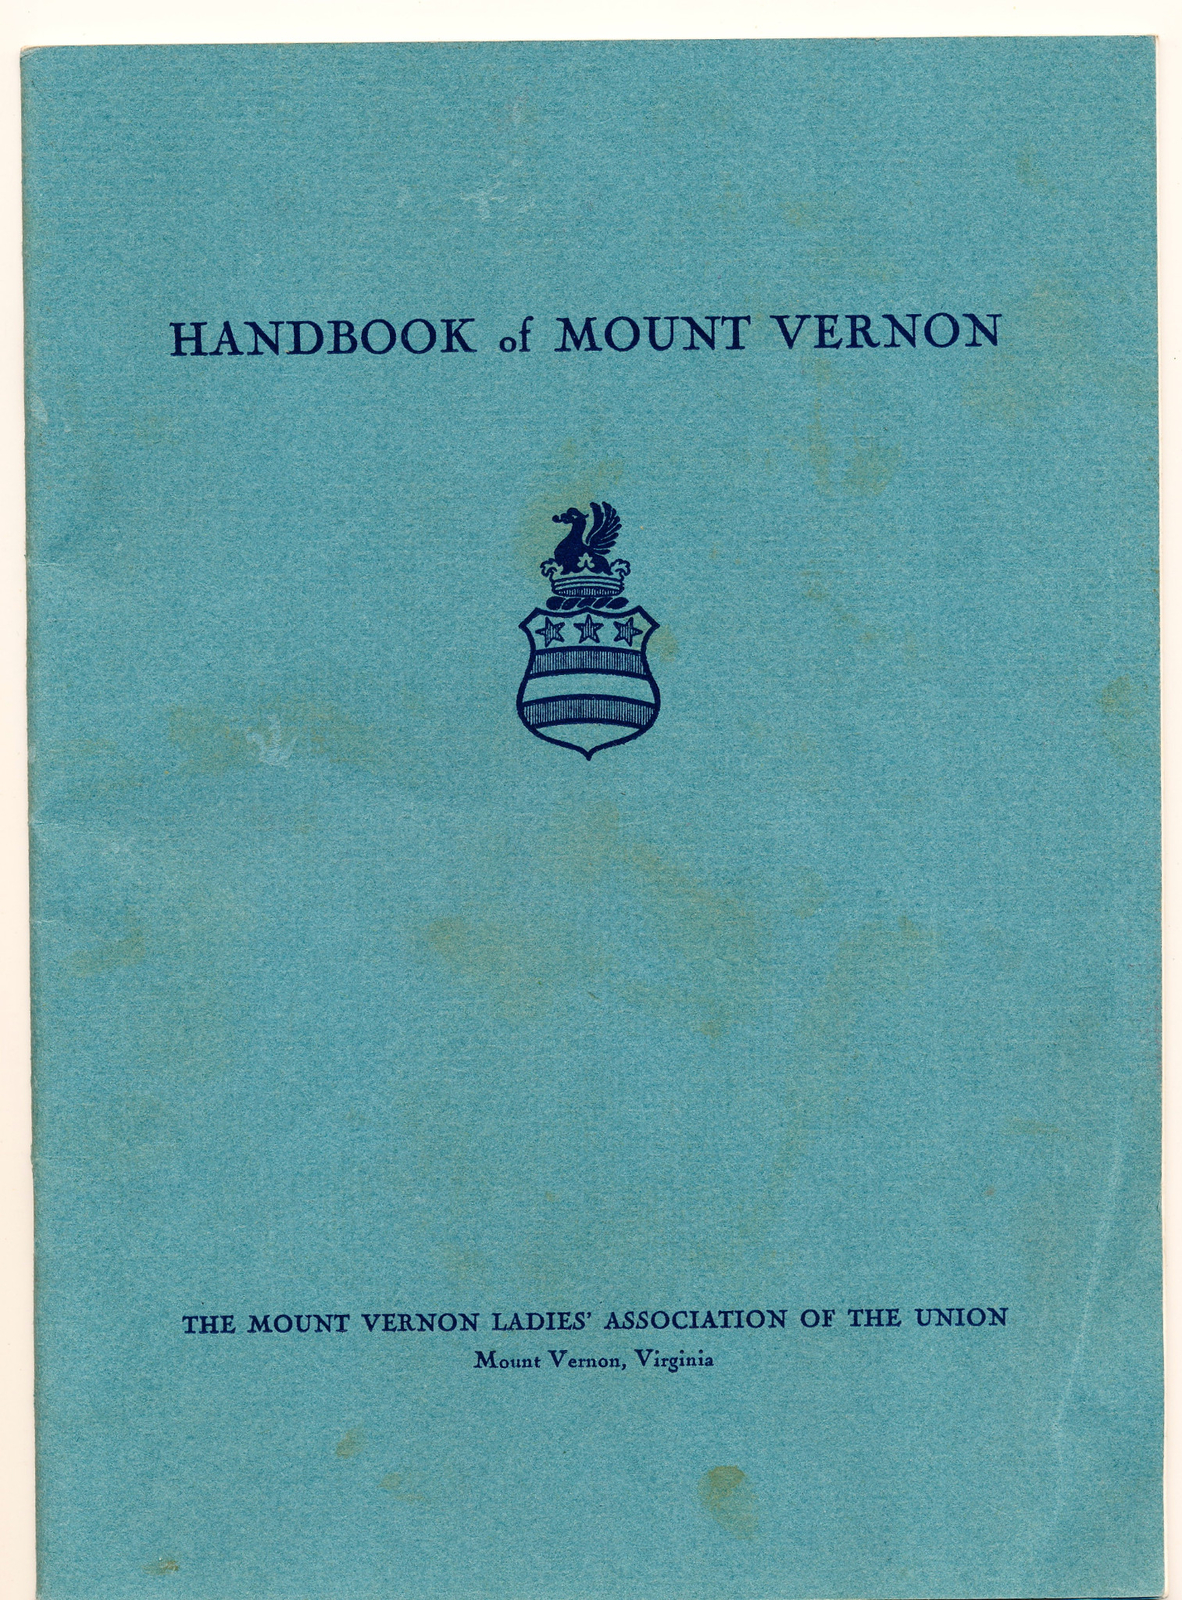 HANDBOOK of MOUNT VERNON
THE MOUNT VERNON LADIES' ASSOCIATION OF THE UNION
Mount Vernon, Virginia